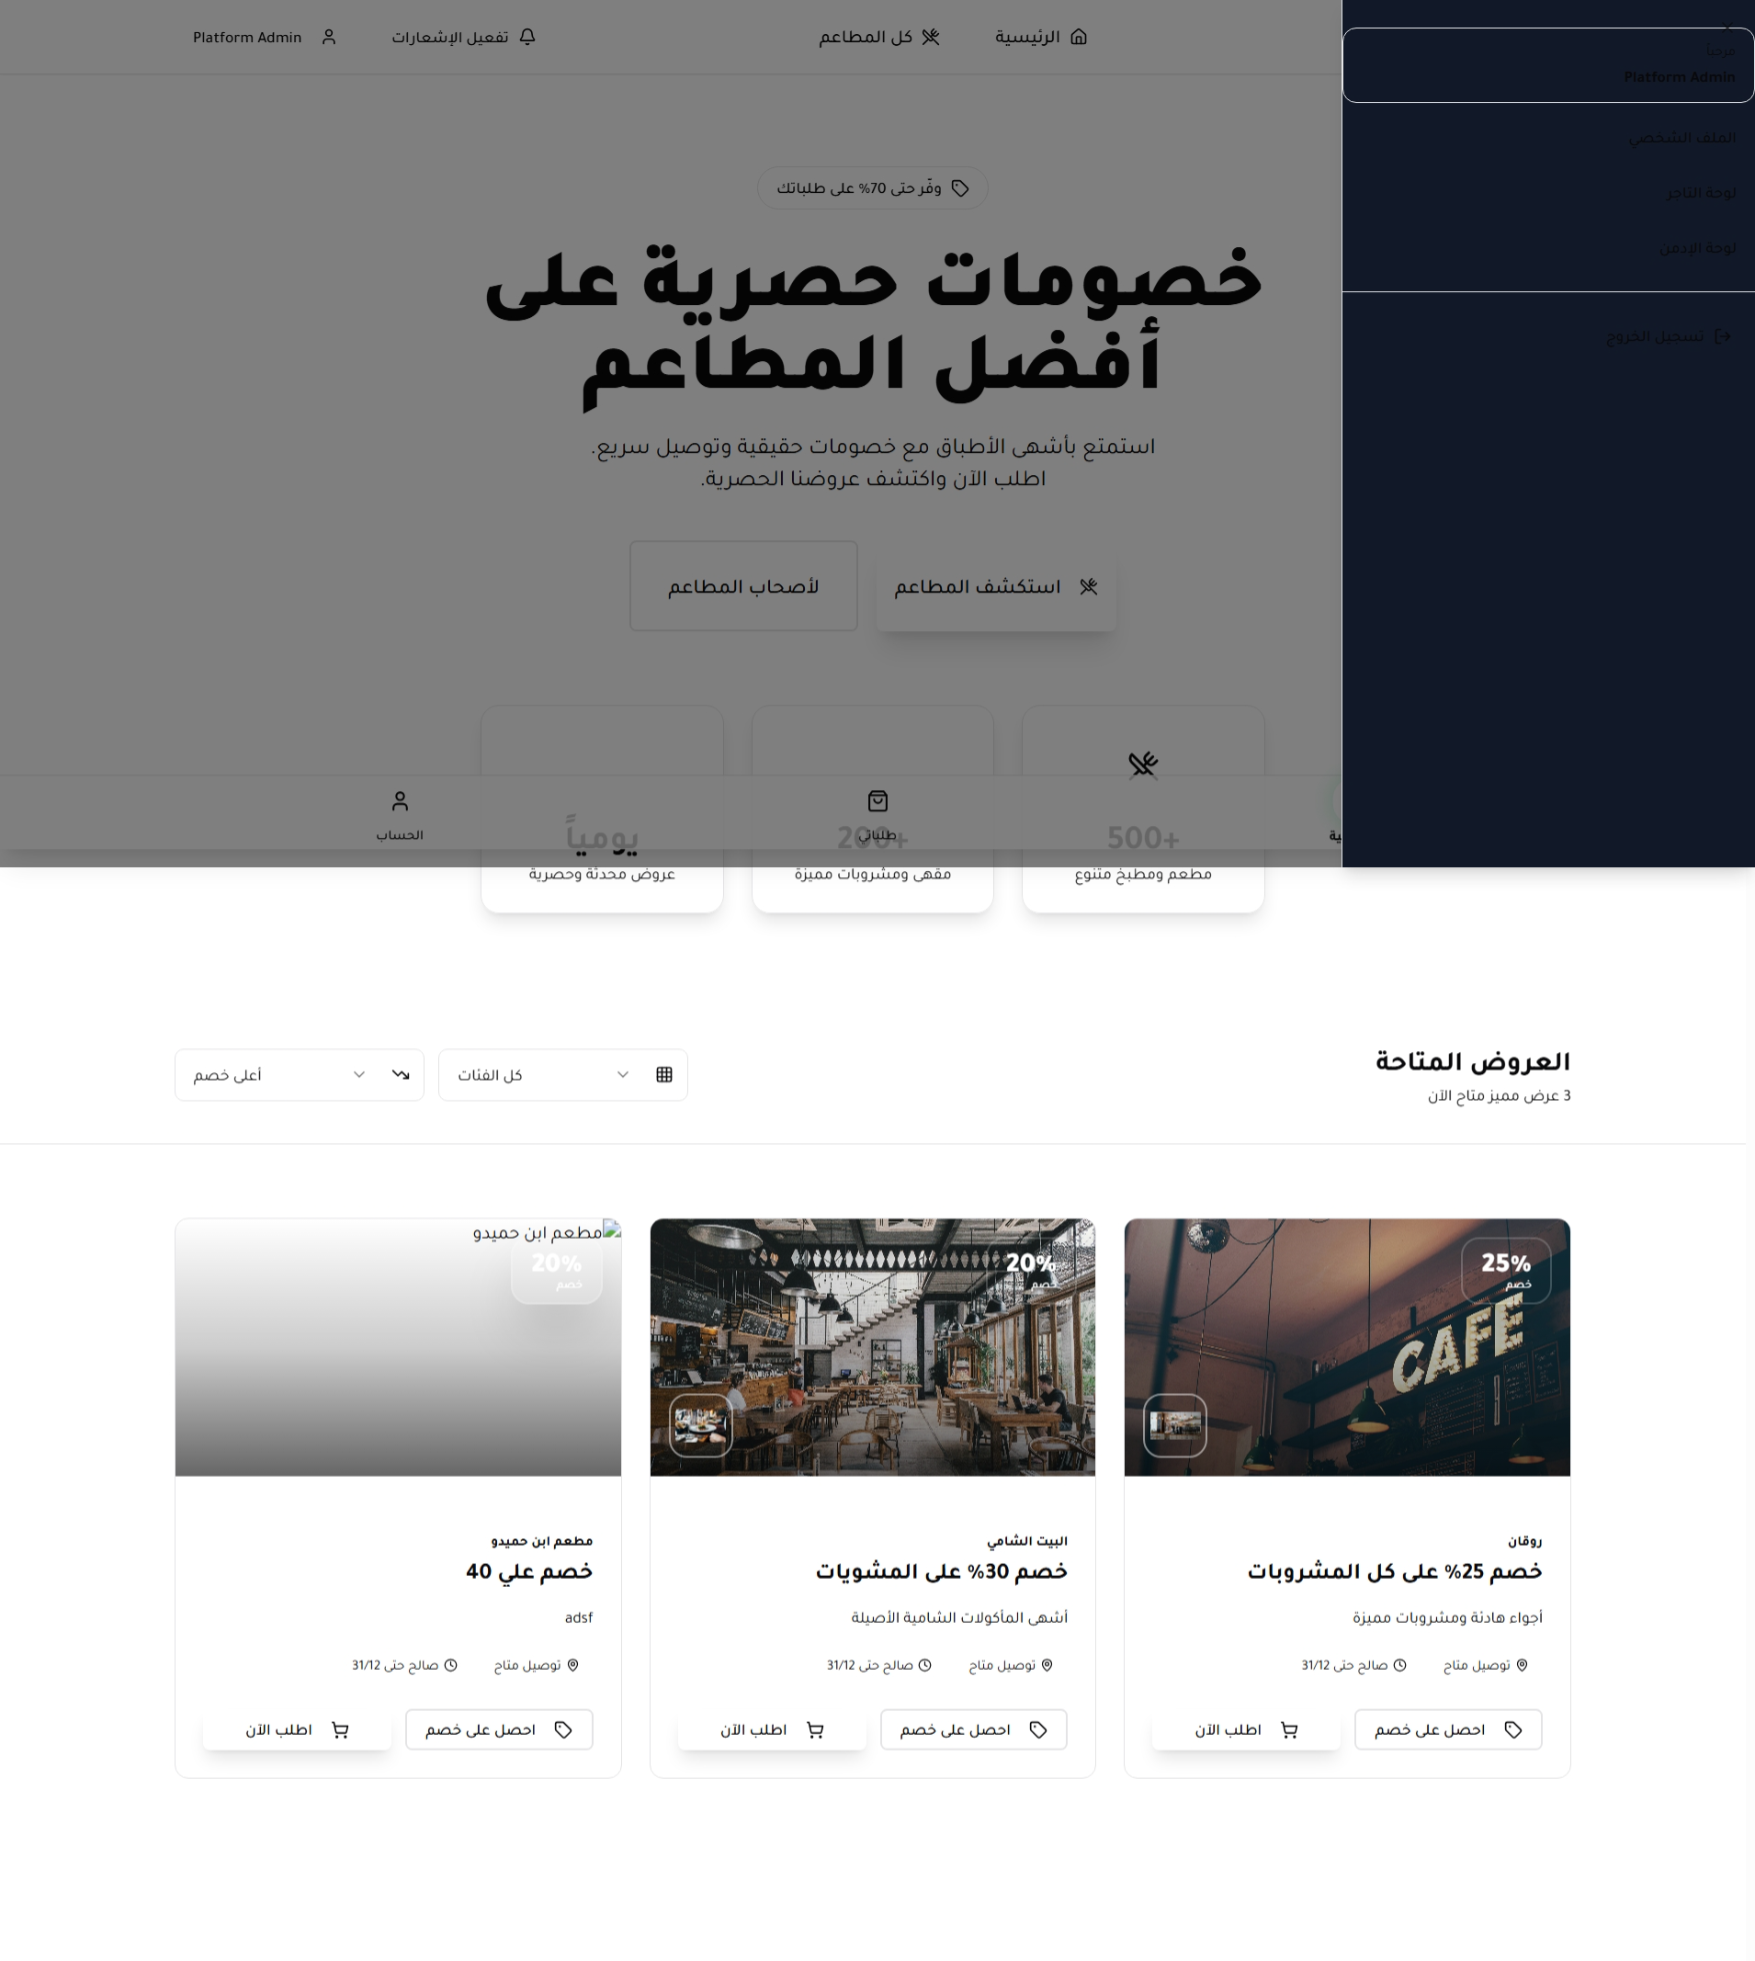 الرئيسية
كل المطاعم
تفعيل الإشعارات
Platform Admin
مرحباً
Platform Admin
الملف الشخصي
لوحة التاجر
لوحة الإدمن
تسجيل الخروج
وفّر حتى 70% على طلباتك
خصومات حصرية على
أفضل المطاعم
استمتع بأشهى الأطباق مع خصومات حقيقية وتوصيل سريع.
اطلب الآن واكتشف عروضنا الحصرية.
استكشف المطاعم
لأصحاب المطاعم
+500
مطعم ومطبخ متنوع
+200
مقهى ومشروبات مميزة
يومياً
عروض محدثة وحصرية
طلباتي
الحساب
العروض المتاحة
3 عرض مميز متاح الآن
كل الفئات
أعلى خصم
25%
خصم
CAFE
روقان
خصم 25% على كل المشروبات
أجواء هادئة ومشروبات مميزة
توصيل متاح
صالح حتى 31/12
احصل على خصم
اطلب الآن
20%
خصم
البيت الشامي
خصم 30% على المشويات
أشهى المأكولات الشامية الأصيلة
توصيل متاح
صالح حتى 31/12
احصل على خصم
اطلب الآن
مطعم ابن حميدو
20%
خصم
مطعم ابن حميدو
خصم علي 40
adsf
توصيل متاح
صالح حتى 31/12
احصل على خصم
اطلب الآن